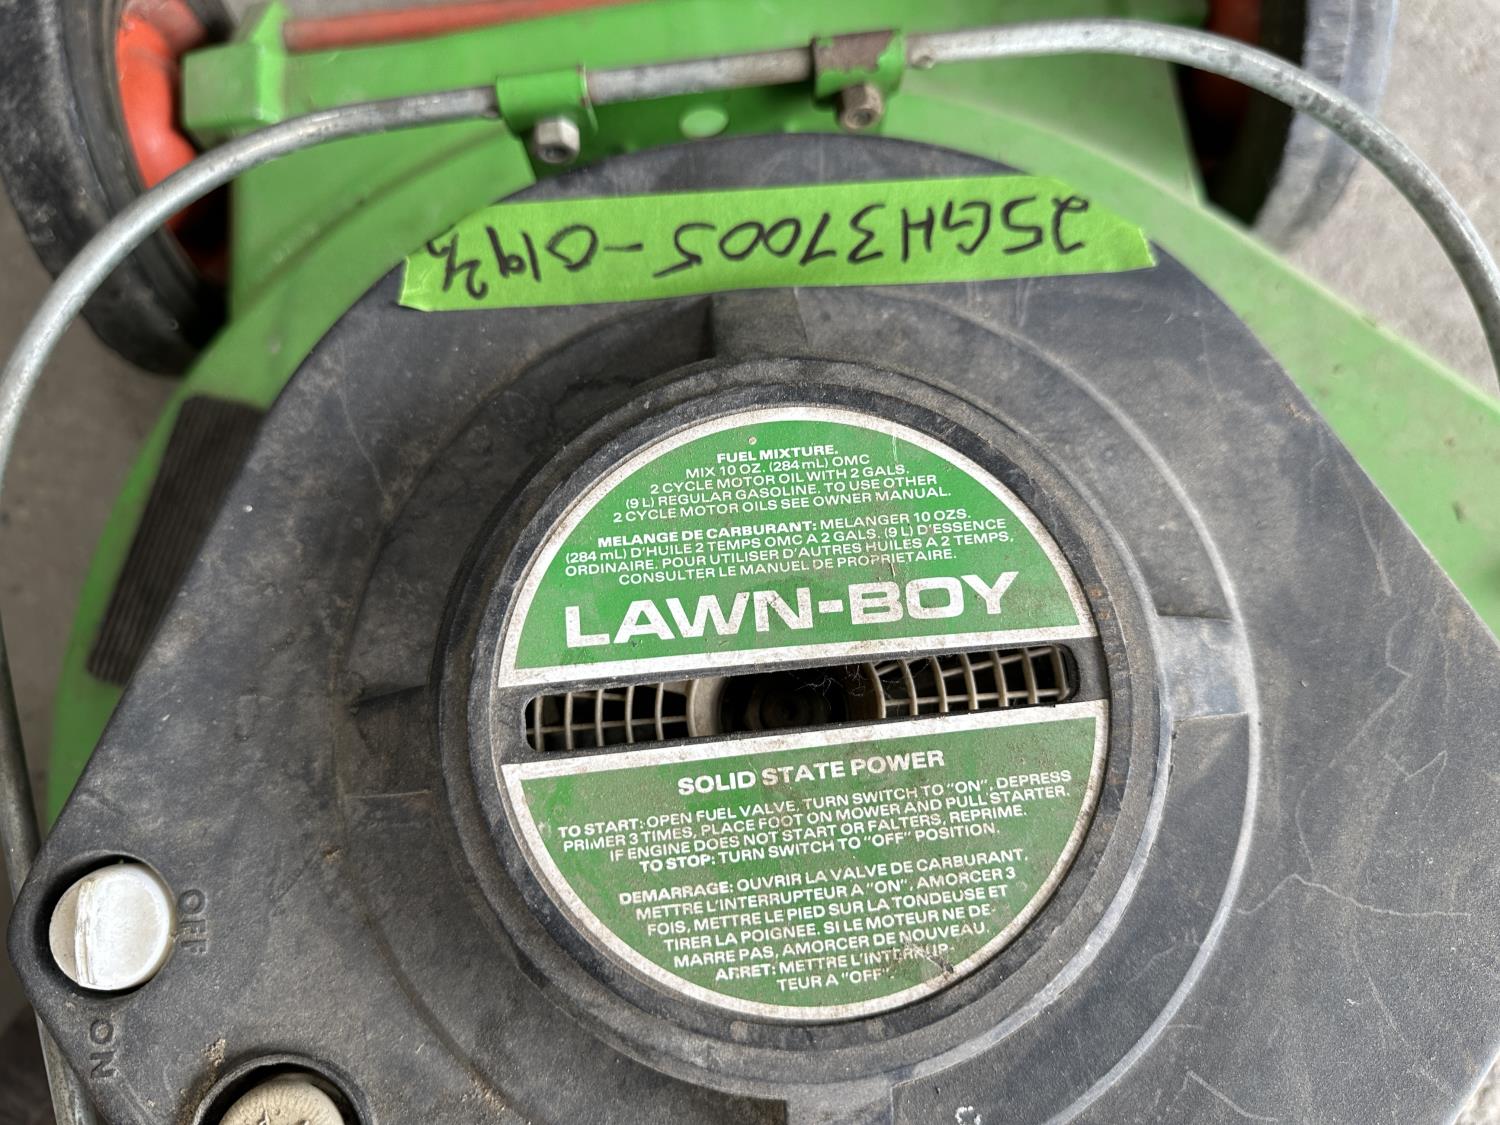 25GH37005-0192
FUEL MIXTURE.
MIX 10 OZ. (284 mL) OMC
2 CYCLE MOTOR OIL WITH 2 GALS.
(9 L) REGULAR GASOLINE. TO USE OTHER
2 CYCLE MOTOR OILS SEE OWNER MANUAL.
MELANGE DE CARBURANT: MELANGER 10 OZS.
(284 mL) D'HUILE 2 TEMPS OMC A 2 GALS. (9 L) D'ESSENCE
ORDINAIRE. POUR UTILISER D'AUTRES HUILES A 2 TEMPS,
CONSULTER LE MANUEL DE PROPRIETAIRE.
LAWN-BOY
SOLID STATE POWER
TO START: OPEN FUEL VALVE, TURN SWITCH TO "ON", DEPRESS
PRIMER 3 TIMES, PLACE FOOT ON MOWER AND PULL STARTER.
IF ENGINE DOES NOT START OR FALTERS, REPRIME.
TO STOP: TURN SWITCH TO "OFF" POSITION.
DEMARRAGE: OUVRIR LA VALVE DE CARBURANT,
METTRE L'INTERRUPTEUR A "ON", AMORCER 3
FOIS, METTRE LE PIED SUR LA TONDEUSE ET
TIRER LA POIGNEE. SI LE MOTEUR NE DE-
MARRE PAS, AMORCER DE NOUVEAU.
ARRET: METTRE L'INTERRUP-
TEUR A "OFF".
OFF
ON